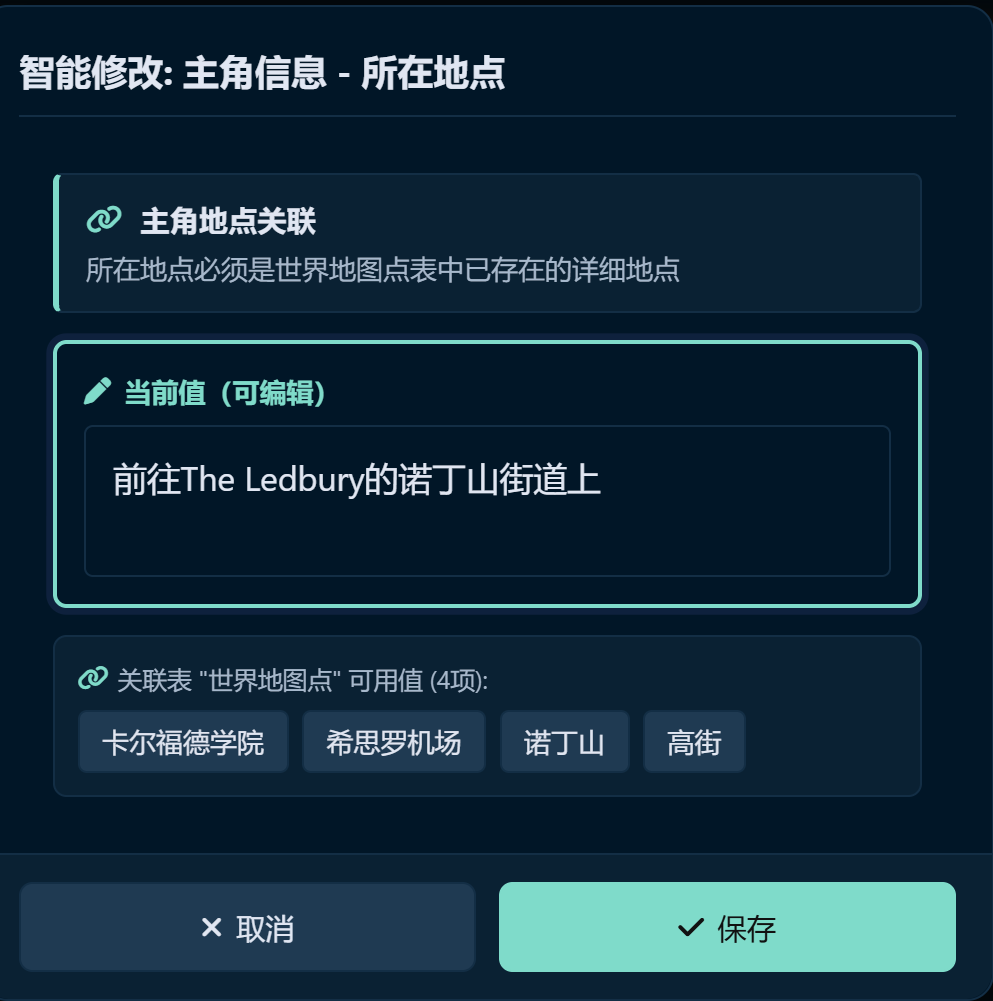 智能修改: 主角信息 - 所在地点
主角地点关联
所在地点必须是世界地图点表中已存在的详细地点
当前值（可编辑）
前往The Ledbury的诺丁山街道上
关联表 "世界地图点" 可用值 (4项):
卡尔福德学院 希思罗机场 诺丁山 高街
取消 保存